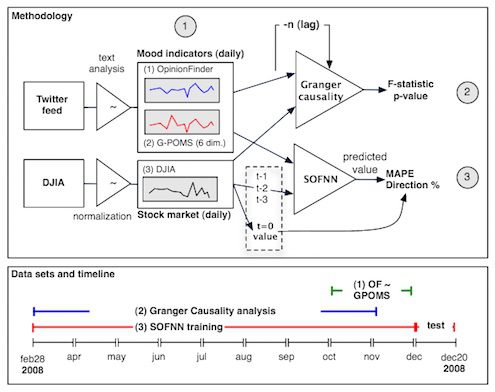 Methodology
1
-n (lag)
text
analysis
Mood indicators (daily)
(1) OpinionFinder
Twitter
feed
~
Granger
causality
F-statistic
p-value
2
(2) G-POMS (6 dim.)
DJIA
~
(3) DJIA
normalization
Stock market (daily)
t-1
t-2
t-3
t=0
value
SOFNN
predicted
value
MAPE
Direction %
3
Data sets and timeline
(1) OF ~
GPOMS
(2) Granger Causality analysis
(3) SOFNN training
test
feb28
2008
apr
may
jun
jul
aug
sep
oct
nov
dec
dec20
2008